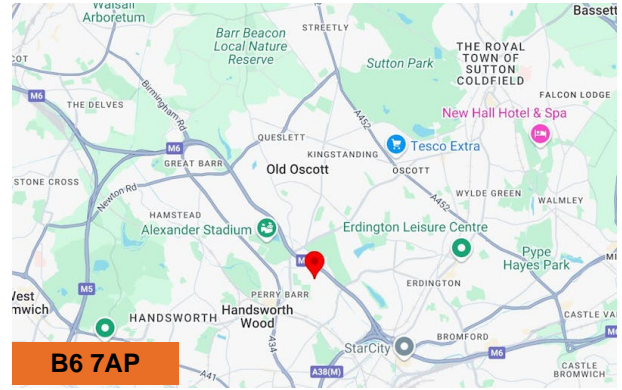 Walsall
Arboretum
STREETLY
Bassett
Barr Beacon
Local Nature
Reserve
Sutton Park
THE ROYAL
TOWN OF
SUTTON
COLDFIELD
COT
M6
THE DELVES
Birmingham Rd
A452
FALCON LODGE
New Hall Hotel & Spa
QUESLETT
KINGSTANDING
Tesco Extra
M6
GREAT BARR
Old Oscott
OSCOTT
STONE CROSS
Newton Rd
WYLDE GREEN
WALMLEY
A452
HAMSTEAD
Alexander Stadium
Erdington Leisure Centre
Pype
Hayes Park
M6
MI
M5
ERDINGTON
PERRY BARR
West
mwich
HANDSWORTH
Handsworth
Wood
CASTLE VA
BROMFORD
StarCity
A34
M6
B6 7AP
A41
A38(M)
CASTLE
BROMWICH